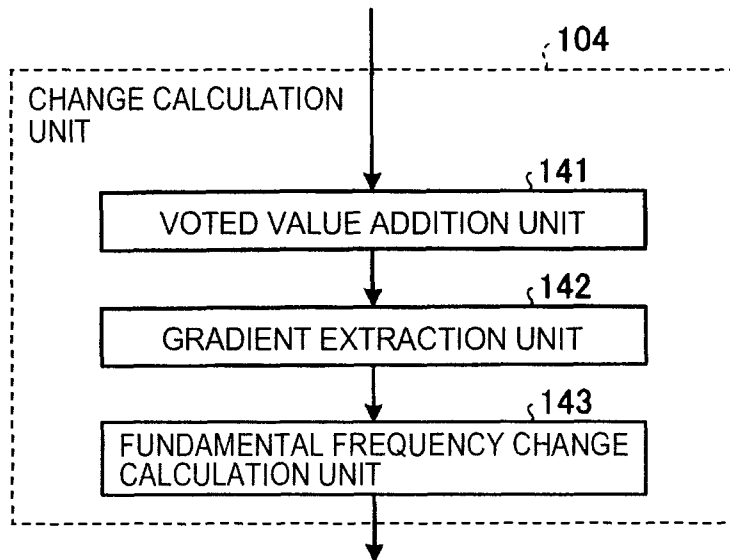 104
CHANGE CALCULATION
UNIT
141
VOTED VALUE ADDITION UNIT
142
GRADIENT EXTRACTION UNIT
143
FUNDAMENTAL FREQUENCY CHANGE
CALCULATION UNIT